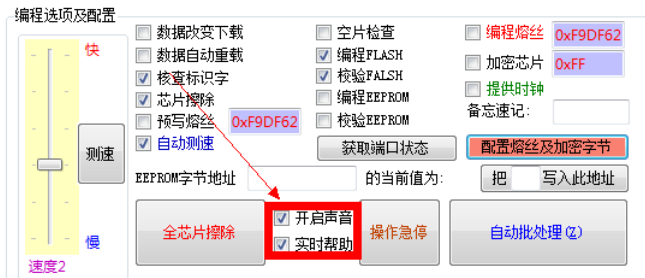 编程选项及配置
快
测速
慢
速度2
数据改变下载
数据自动重载
核查标识字
芯片擦除
预写熔丝 0xF9DF62
自动测速
空片检查
编程FLASH
校验FALSH
编程EEPROM
校验EEPROM
获取端口状态
编程熔丝 0xF9DF62
加密芯片 0xFF
提供时钟
备忘速记:
配置熔丝及加密字节
EEPROM字节地址 的当前值为: 把 写入此地址
全芯片擦除
开启声音
实时帮助
操作急停
自动批处理(Z)